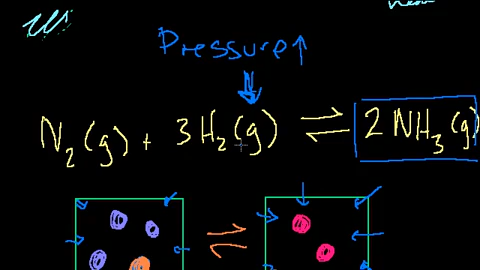 Pressure↑
N₂(g) + 3H₂(g) ⇌ 2NH₃(g)